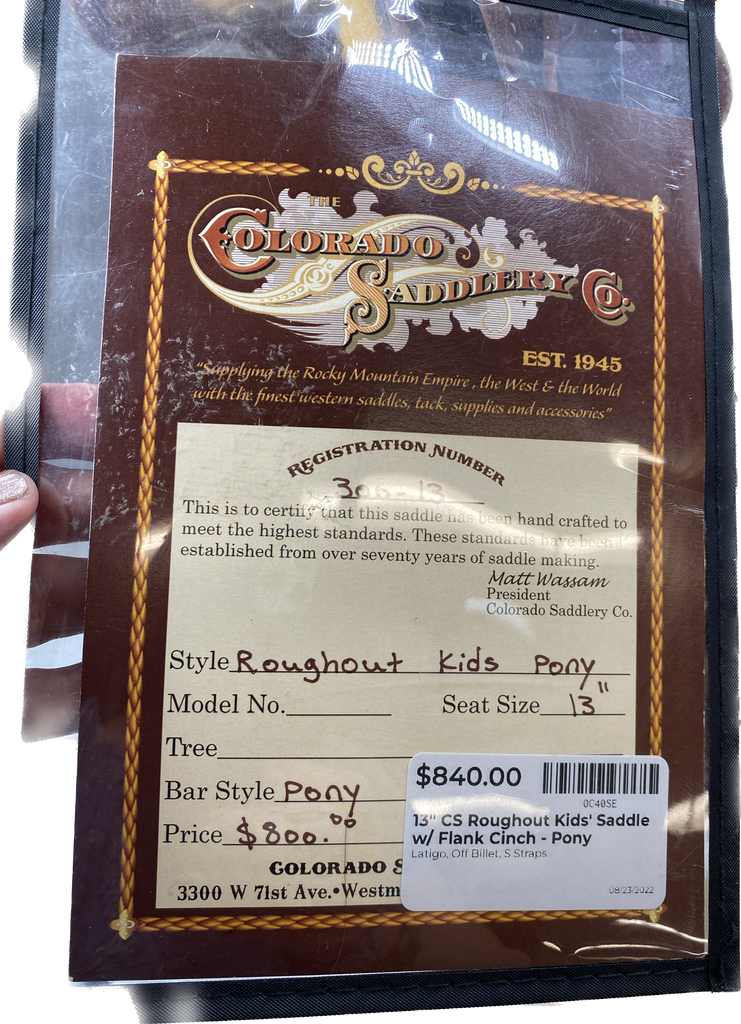 THE
COLORADO
SADDLERY CO.
EST. 1945
"Supplying the Rocky Mountain Empire, the West & the World
with the finest western saddles, tack, supplies and accessories"
REGISTRATION NUMBER
300-13
This is to certify that this saddle has been hand crafted to
meet the highest standards. These standards have been
established from over seventy years of saddle making.
Matt Wassam
President
Colorado Saddlery Co.
Style Roughout Kids Pony
Model No. Seat Size 13"
Tree
Bar Style Pony
Price $800.00
COLORADO S
3300 W 71st Ave.•Westm
$840.00
0C40SE
13" CS Roughout Kids' Saddle
w/ Flank Cinch - Pony
Latigo, Off Billet, S Straps
08/23/2022